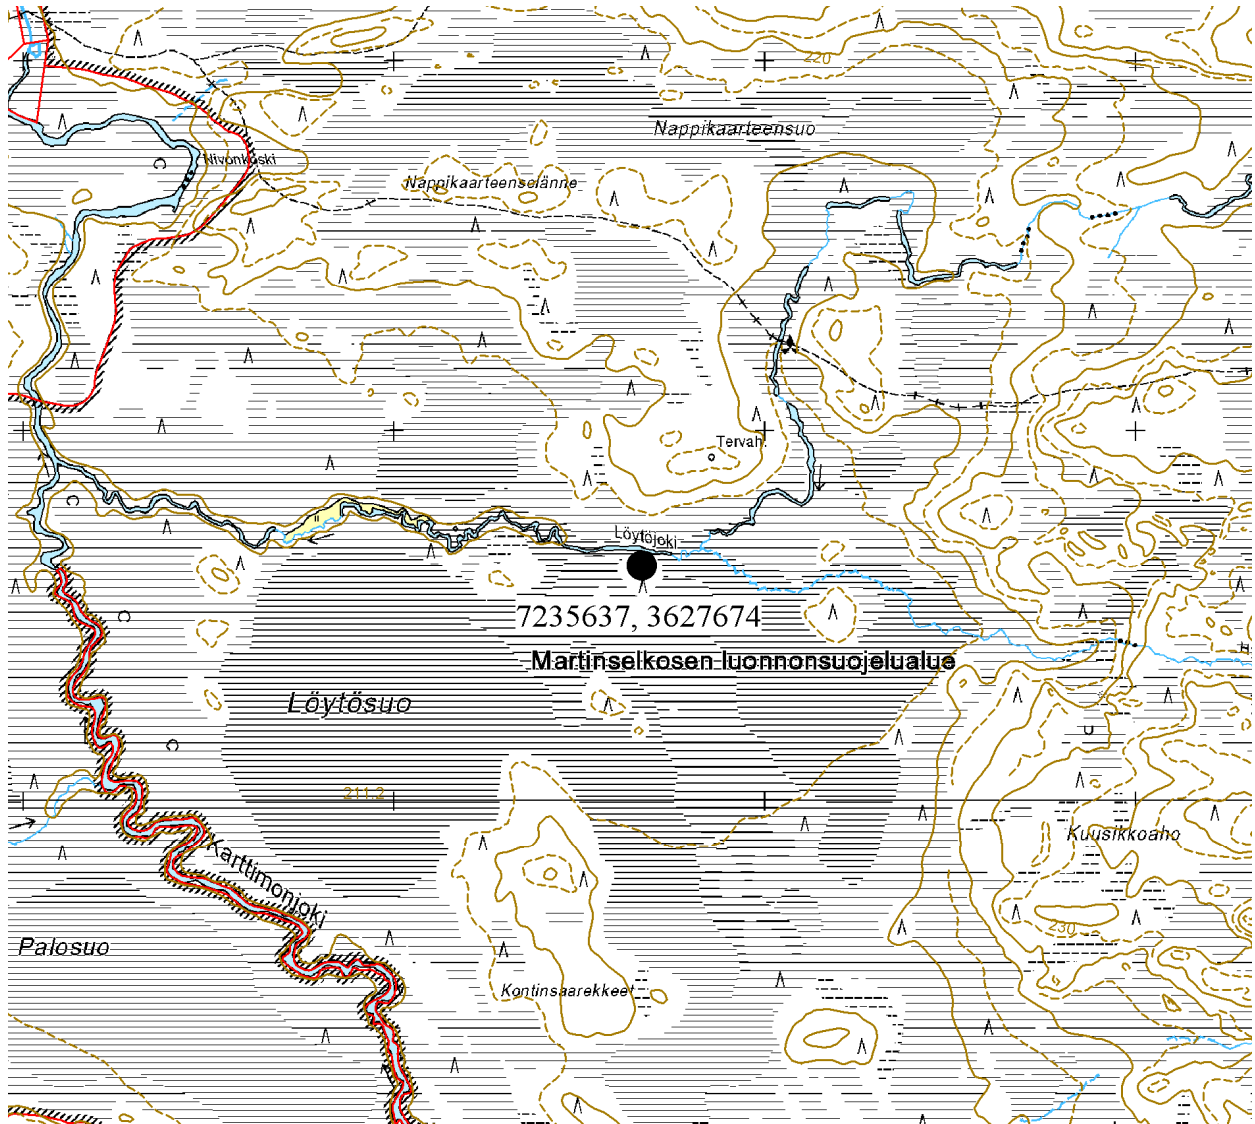 220
Nappikaarteensuo
Nivonkoski
Nappikaarteenselänne
Tervah.
Löytöjoki
7235637, 3627674
Martinselkosen luonnonsuojelualue
Löytösuo
211.2
Kuusikkoaho
Karttimonjoki
230
Palosuo
Kontinsaarekkeet